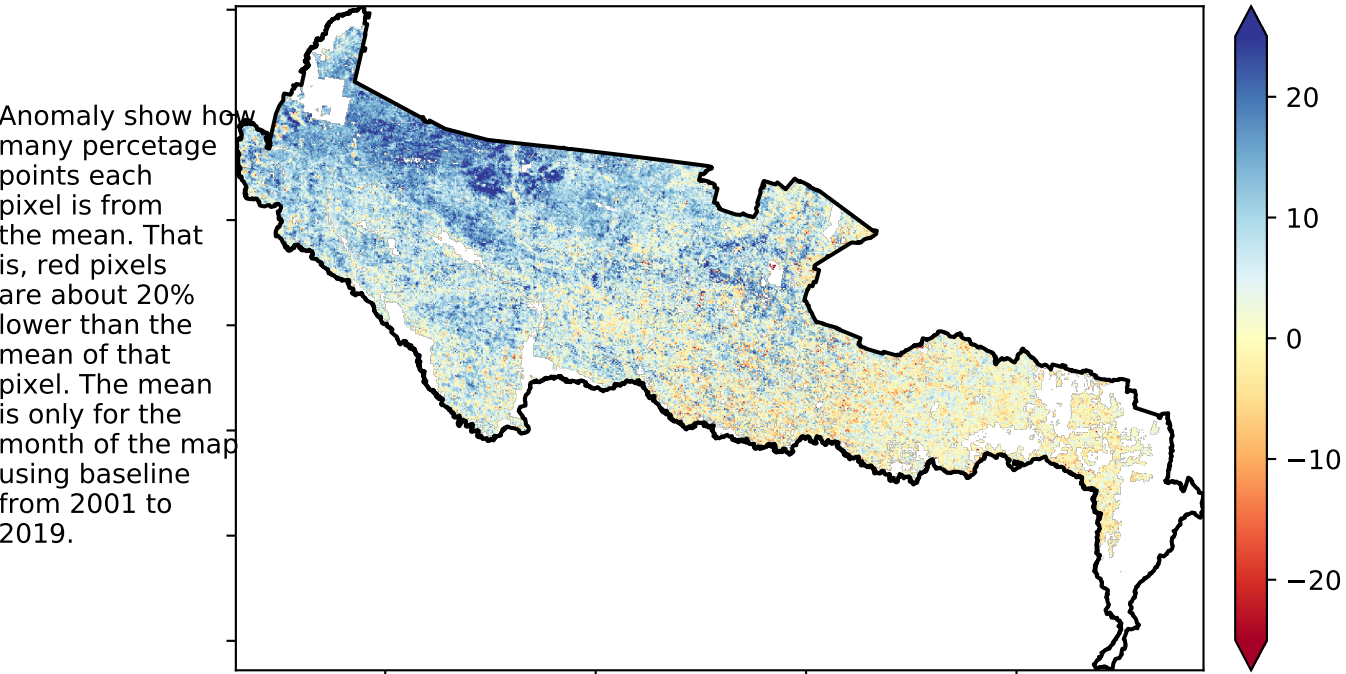 Anomaly show how
many percetage
points each
pixel is from
the mean. That
is, red pixels
are about 20%
lower than the
mean of that
pixel. The mean
is only for the
month of the map
using baseline
from 2001 to
2019.
20
10
0
−10
−20